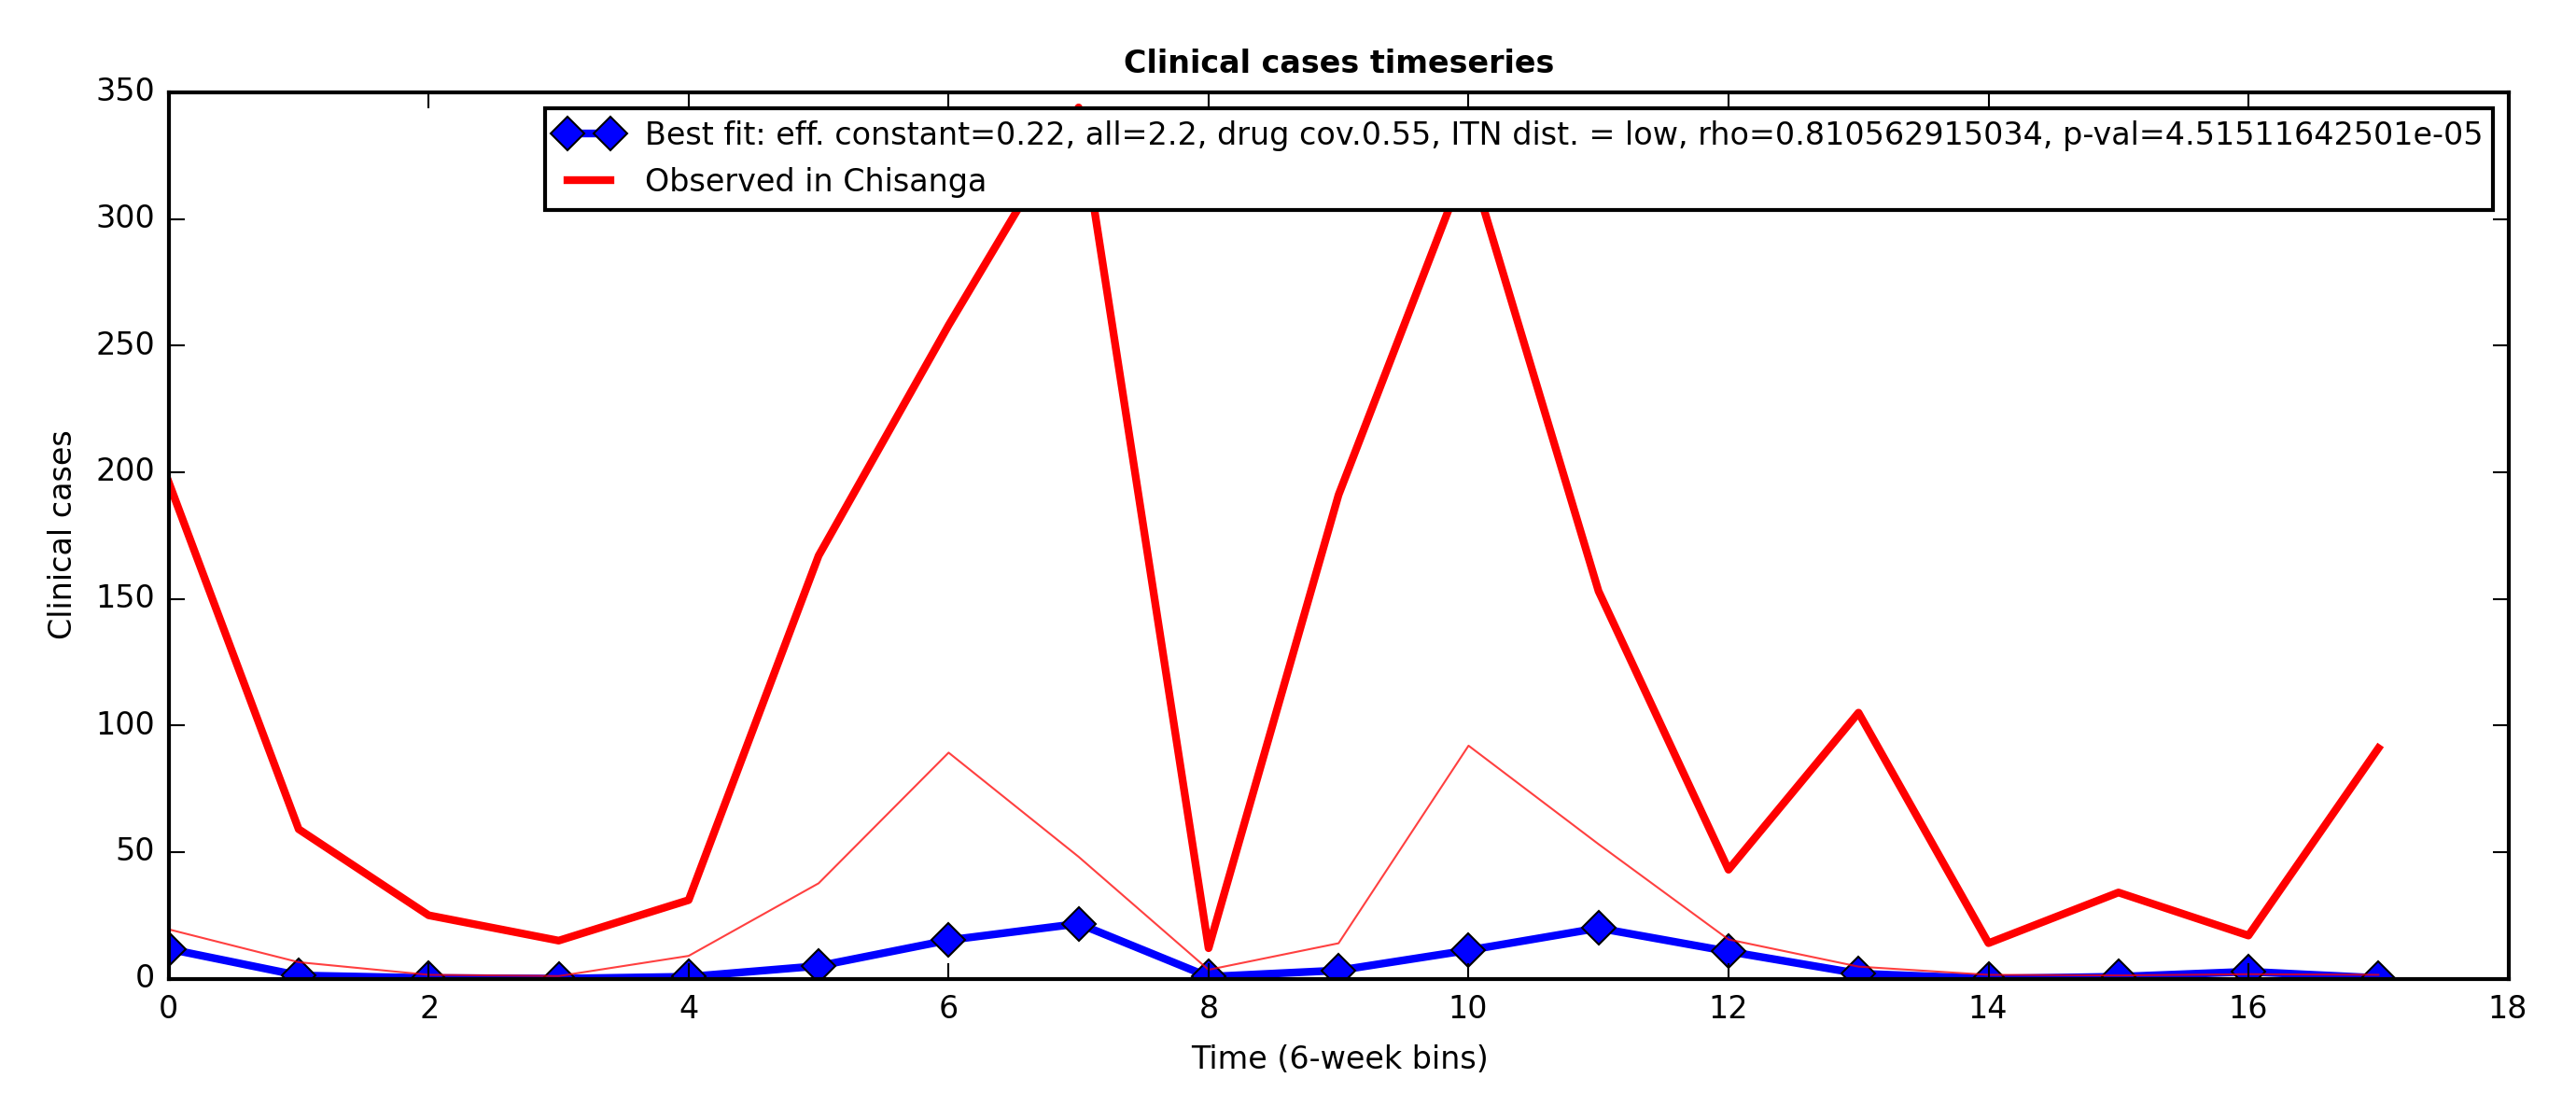 Clinical cases timeseries
350
300
250
200
150
100
50
0
Clinical cases
Best fit: eff. constant=0.22, all=2.2, drug cov.0.55, ITN dist. = low, rho=0.810562915034, p-val=4.51511642501e-05
Observed in Chisanga
0 2 4 6 8 10 12 14 16 18
Time (6-week bins)